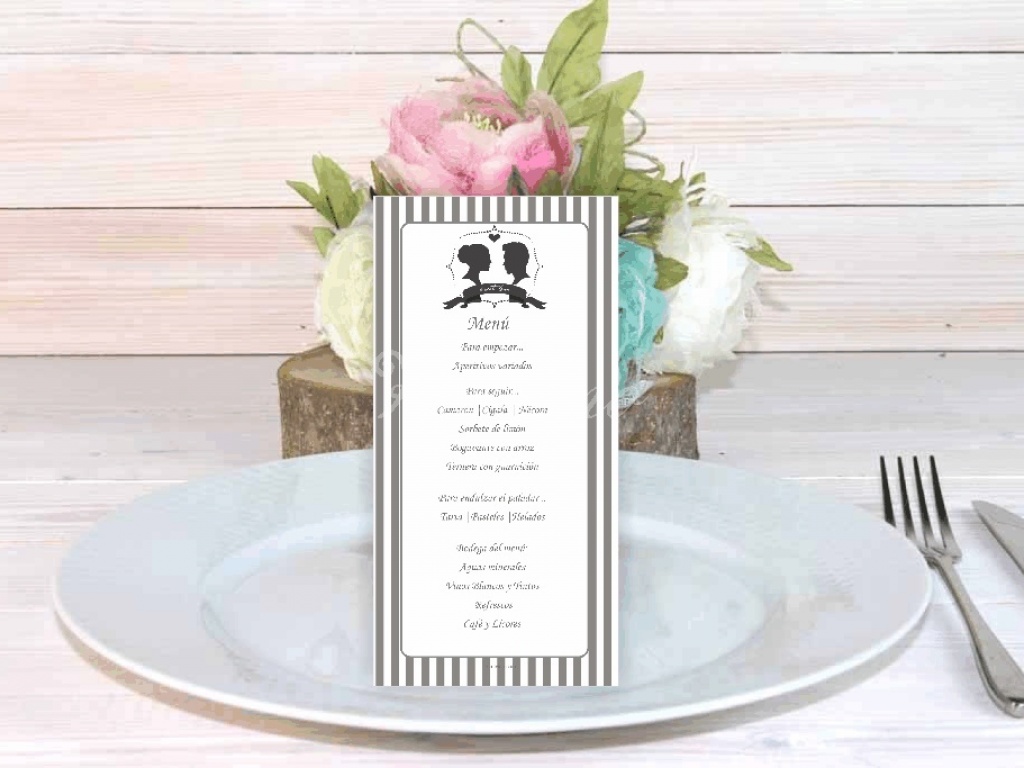 Menú
Para empezar...
Aperitivos variados
Para seguir...
Camaron | Cigala | Nécora
Sorbete de limón
Bogavante con arroz
Ternera con guarnición
Para endulzar el paladar...
Tarta | Pasteles | Helados
Bodega del menú:
Aguas minerales
Vinos Blancos y Tintos
Refrescos
Café y Licores